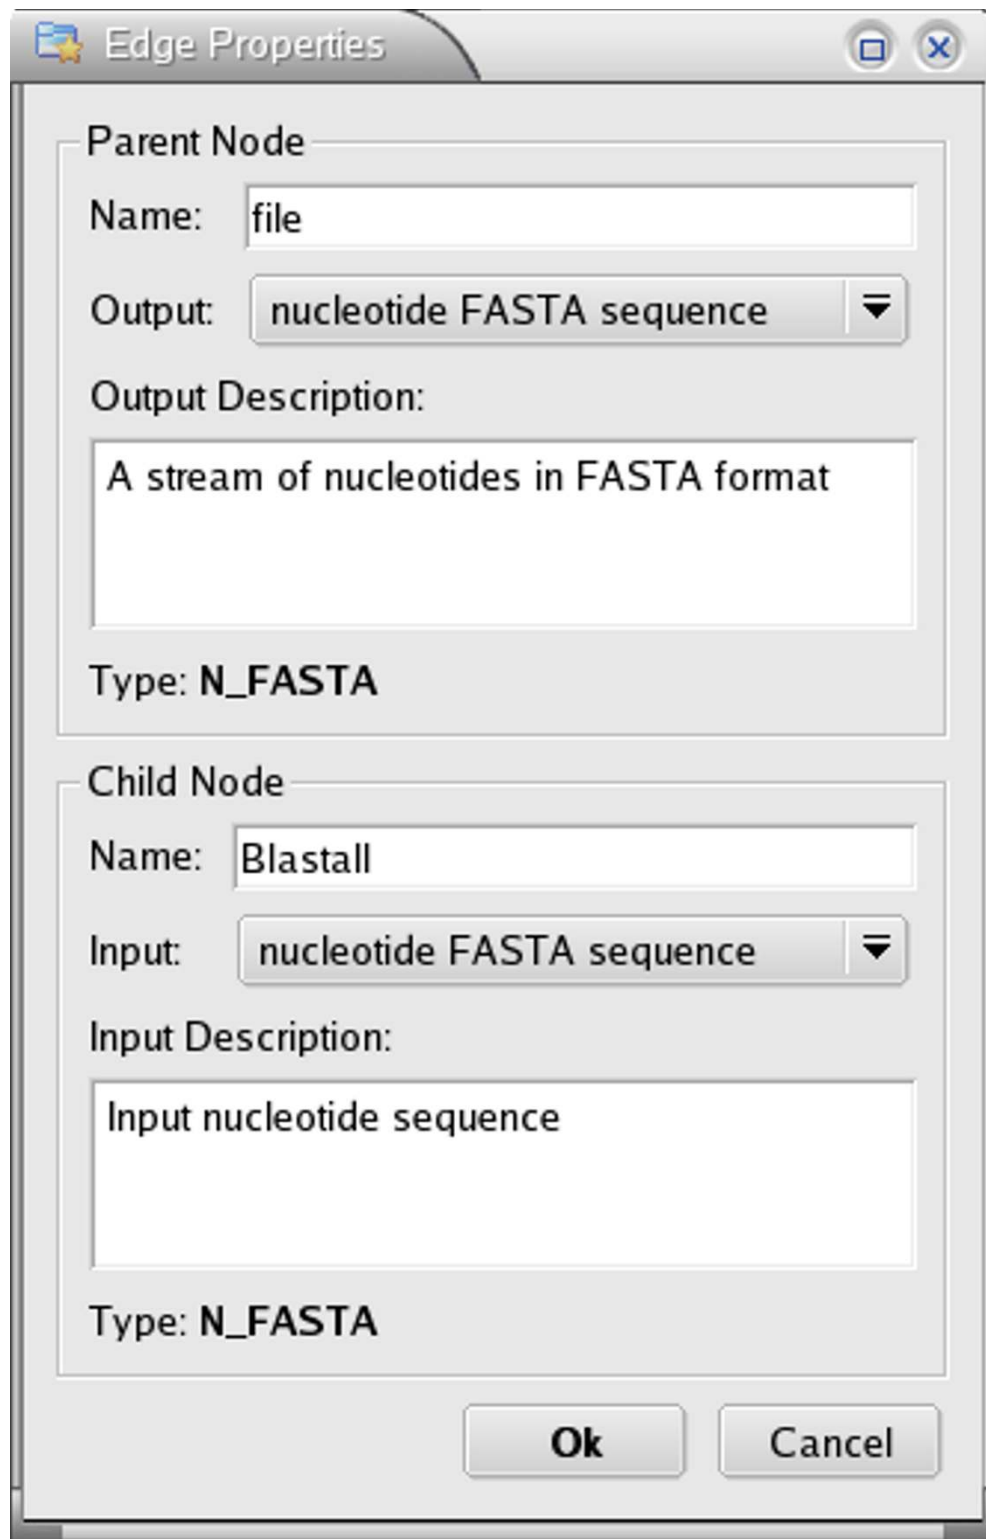 Edge Properties
Parent Node
Name: file
Output: nucleotide FASTA sequence
Output Description:
A stream of nucleotides in FASTA format
Type: N_FASTA
Child Node
Name: Blastall
Input: nucleotide FASTA sequence
Input Description:
Input nucleotide sequence
Type: N_FASTA
Ok Cancel